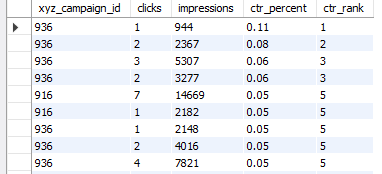 xyz_campaign_id clicks impressions ctr_percent ctr_rank
936 1 944 0.11 1
936 2 2367 0.08 2
936 3 5307 0.06 3
936 2 3277 0.06 3
916 7 14669 0.05 5
916 1 2182 0.05 5
936 1 2148 0.05 5
936 2 4016 0.05 5
936 4 7821 0.05 5